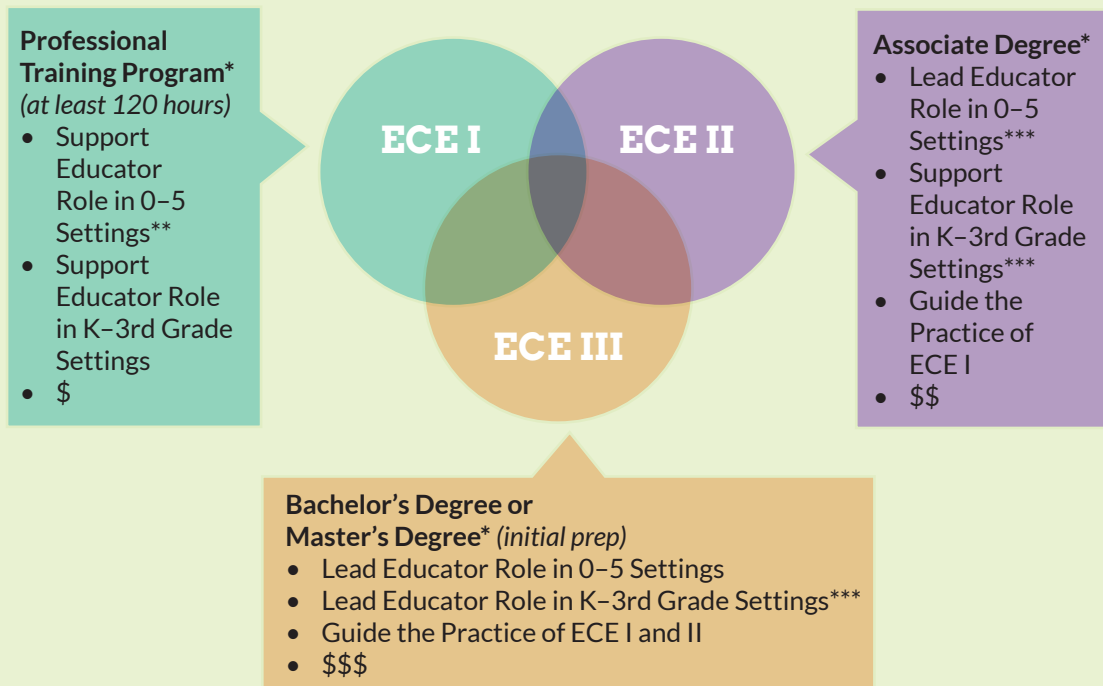 Professional
Training Program*
(at least 120 hours)
• Support
Educator
Role in 0–5
Settings**
• Support
Educator Role
in K–3rd Grade
Settings
• $
ECE I
ECE II
ECE III
Associate Degree*
• Lead Educator
Role in 0–5
Settings***
• Support
Educator Role
in K–3rd Grade
Settings***
• Guide the
Practice of
ECE I
• $$
Bachelor’s Degree or
Master’s Degree* (initial prep)
• Lead Educator Role in 0–5 Settings
• Lead Educator Role in K–3rd Grade Settings***
• Guide the Practice of ECE I and II
• $$$